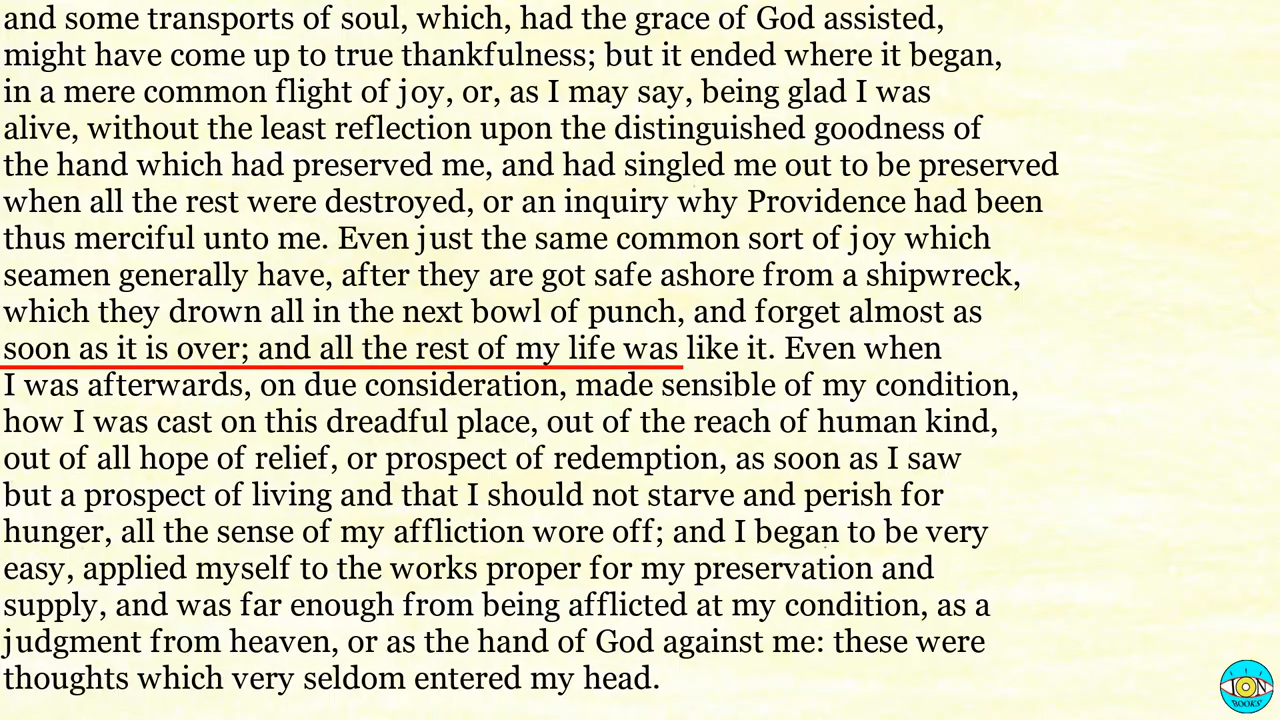 and some transports of soul, which, had the grace of God assisted,
might have come up to true thankfulness; but it ended where it began,
in a mere common flight of joy, or, as I may say, being glad I was
alive, without the least reflection upon the distinguished goodness of
the hand which had preserved me, and had singled me out to be preserved
when all the rest were destroyed, or an inquiry why Providence had been
thus merciful unto me. Even just the same common sort of joy which
seamen generally have, after they are got safe ashore from a shipwreck,
which they drown all in the next bowl of punch, and forget almost as
soon as it is over; and all the rest of my life was like it. Even when
I was afterwards, on due consideration, made sensible of my condition,
how I was cast on this dreadful place, out of the reach of human kind,
out of all hope of relief, or prospect of redemption, as soon as I saw
but a prospect of living and that I should not starve and perish for
hunger, all the sense of my affliction wore off; and I began to be very
easy, applied myself to the works proper for my preservation and
supply, and was far enough from being afflicted at my condition, as a
judgment from heaven, or as the hand of God against me: these were
thoughts which very seldom entered my head.
ION
BOOKS